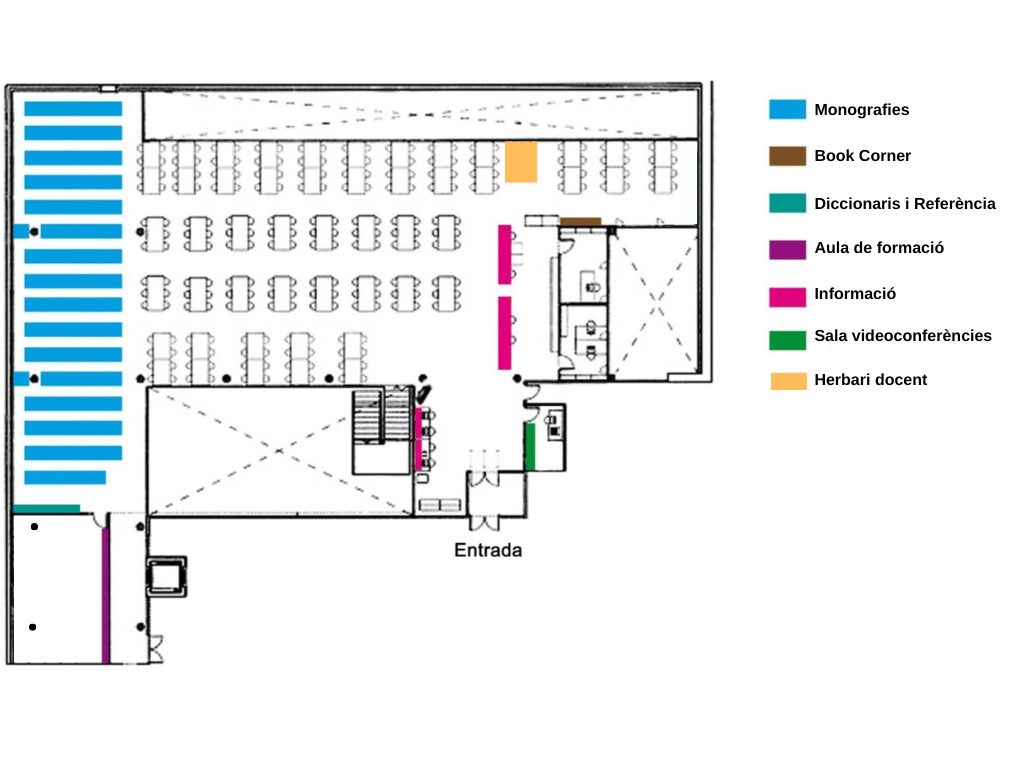 Monografies
Book Corner
Diccionaris i Referència
Aula de formació
Informació
Sala videoconferències
Herbari docent
Entrada